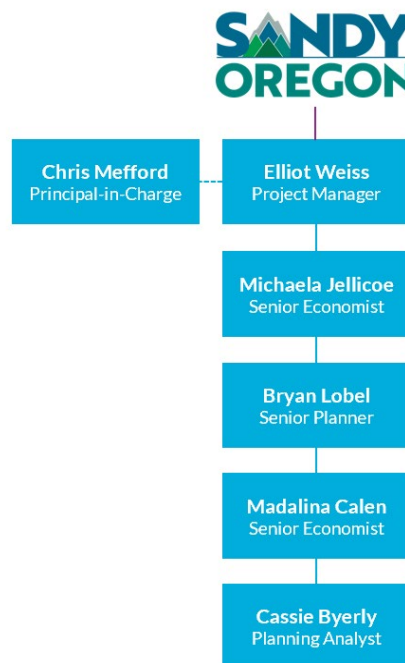 SANDY
OREGON
Chris Mefford
Principal-in-Charge
Elliot Weiss
Project Manager
Michaela Jellicoe
Senior Economist
Bryan Lobel
Senior Planner
Madalina Calen
Senior Economist
Cassie Byerly
Planning Analyst